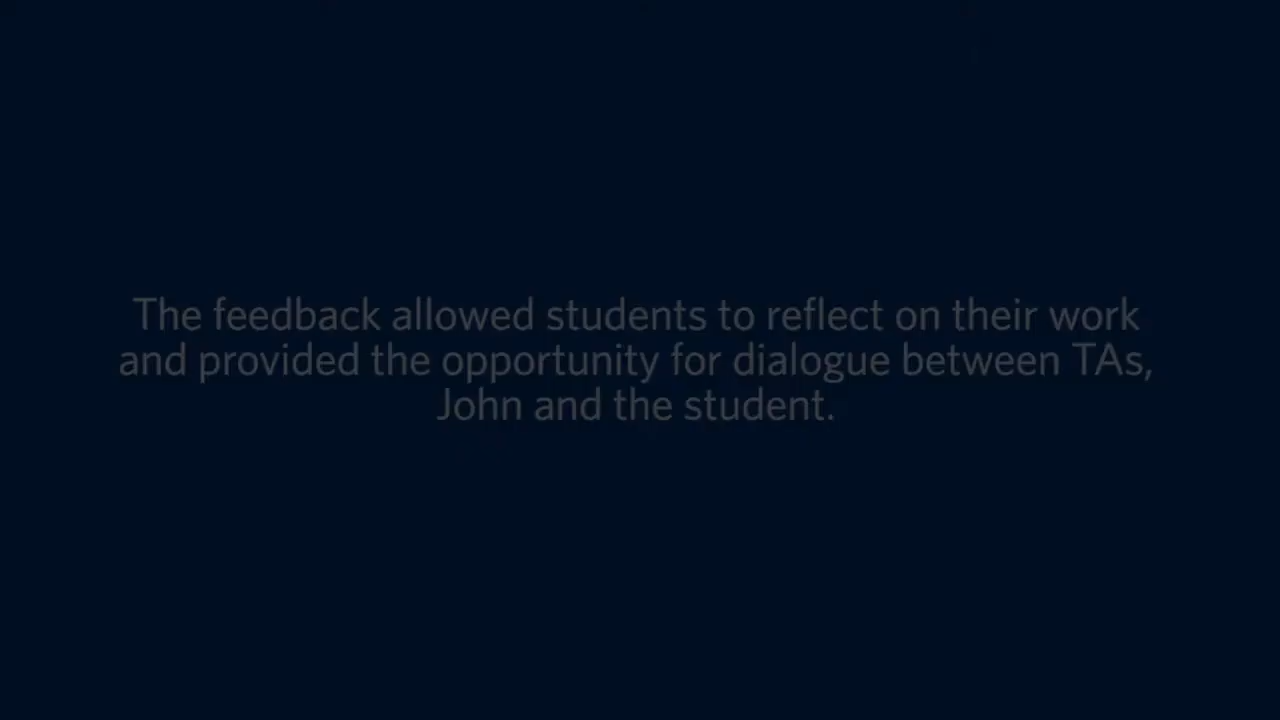 The feedback allowed students to reflect on their work
and provided the opportunity for dialogue between TAs,
John and the student.